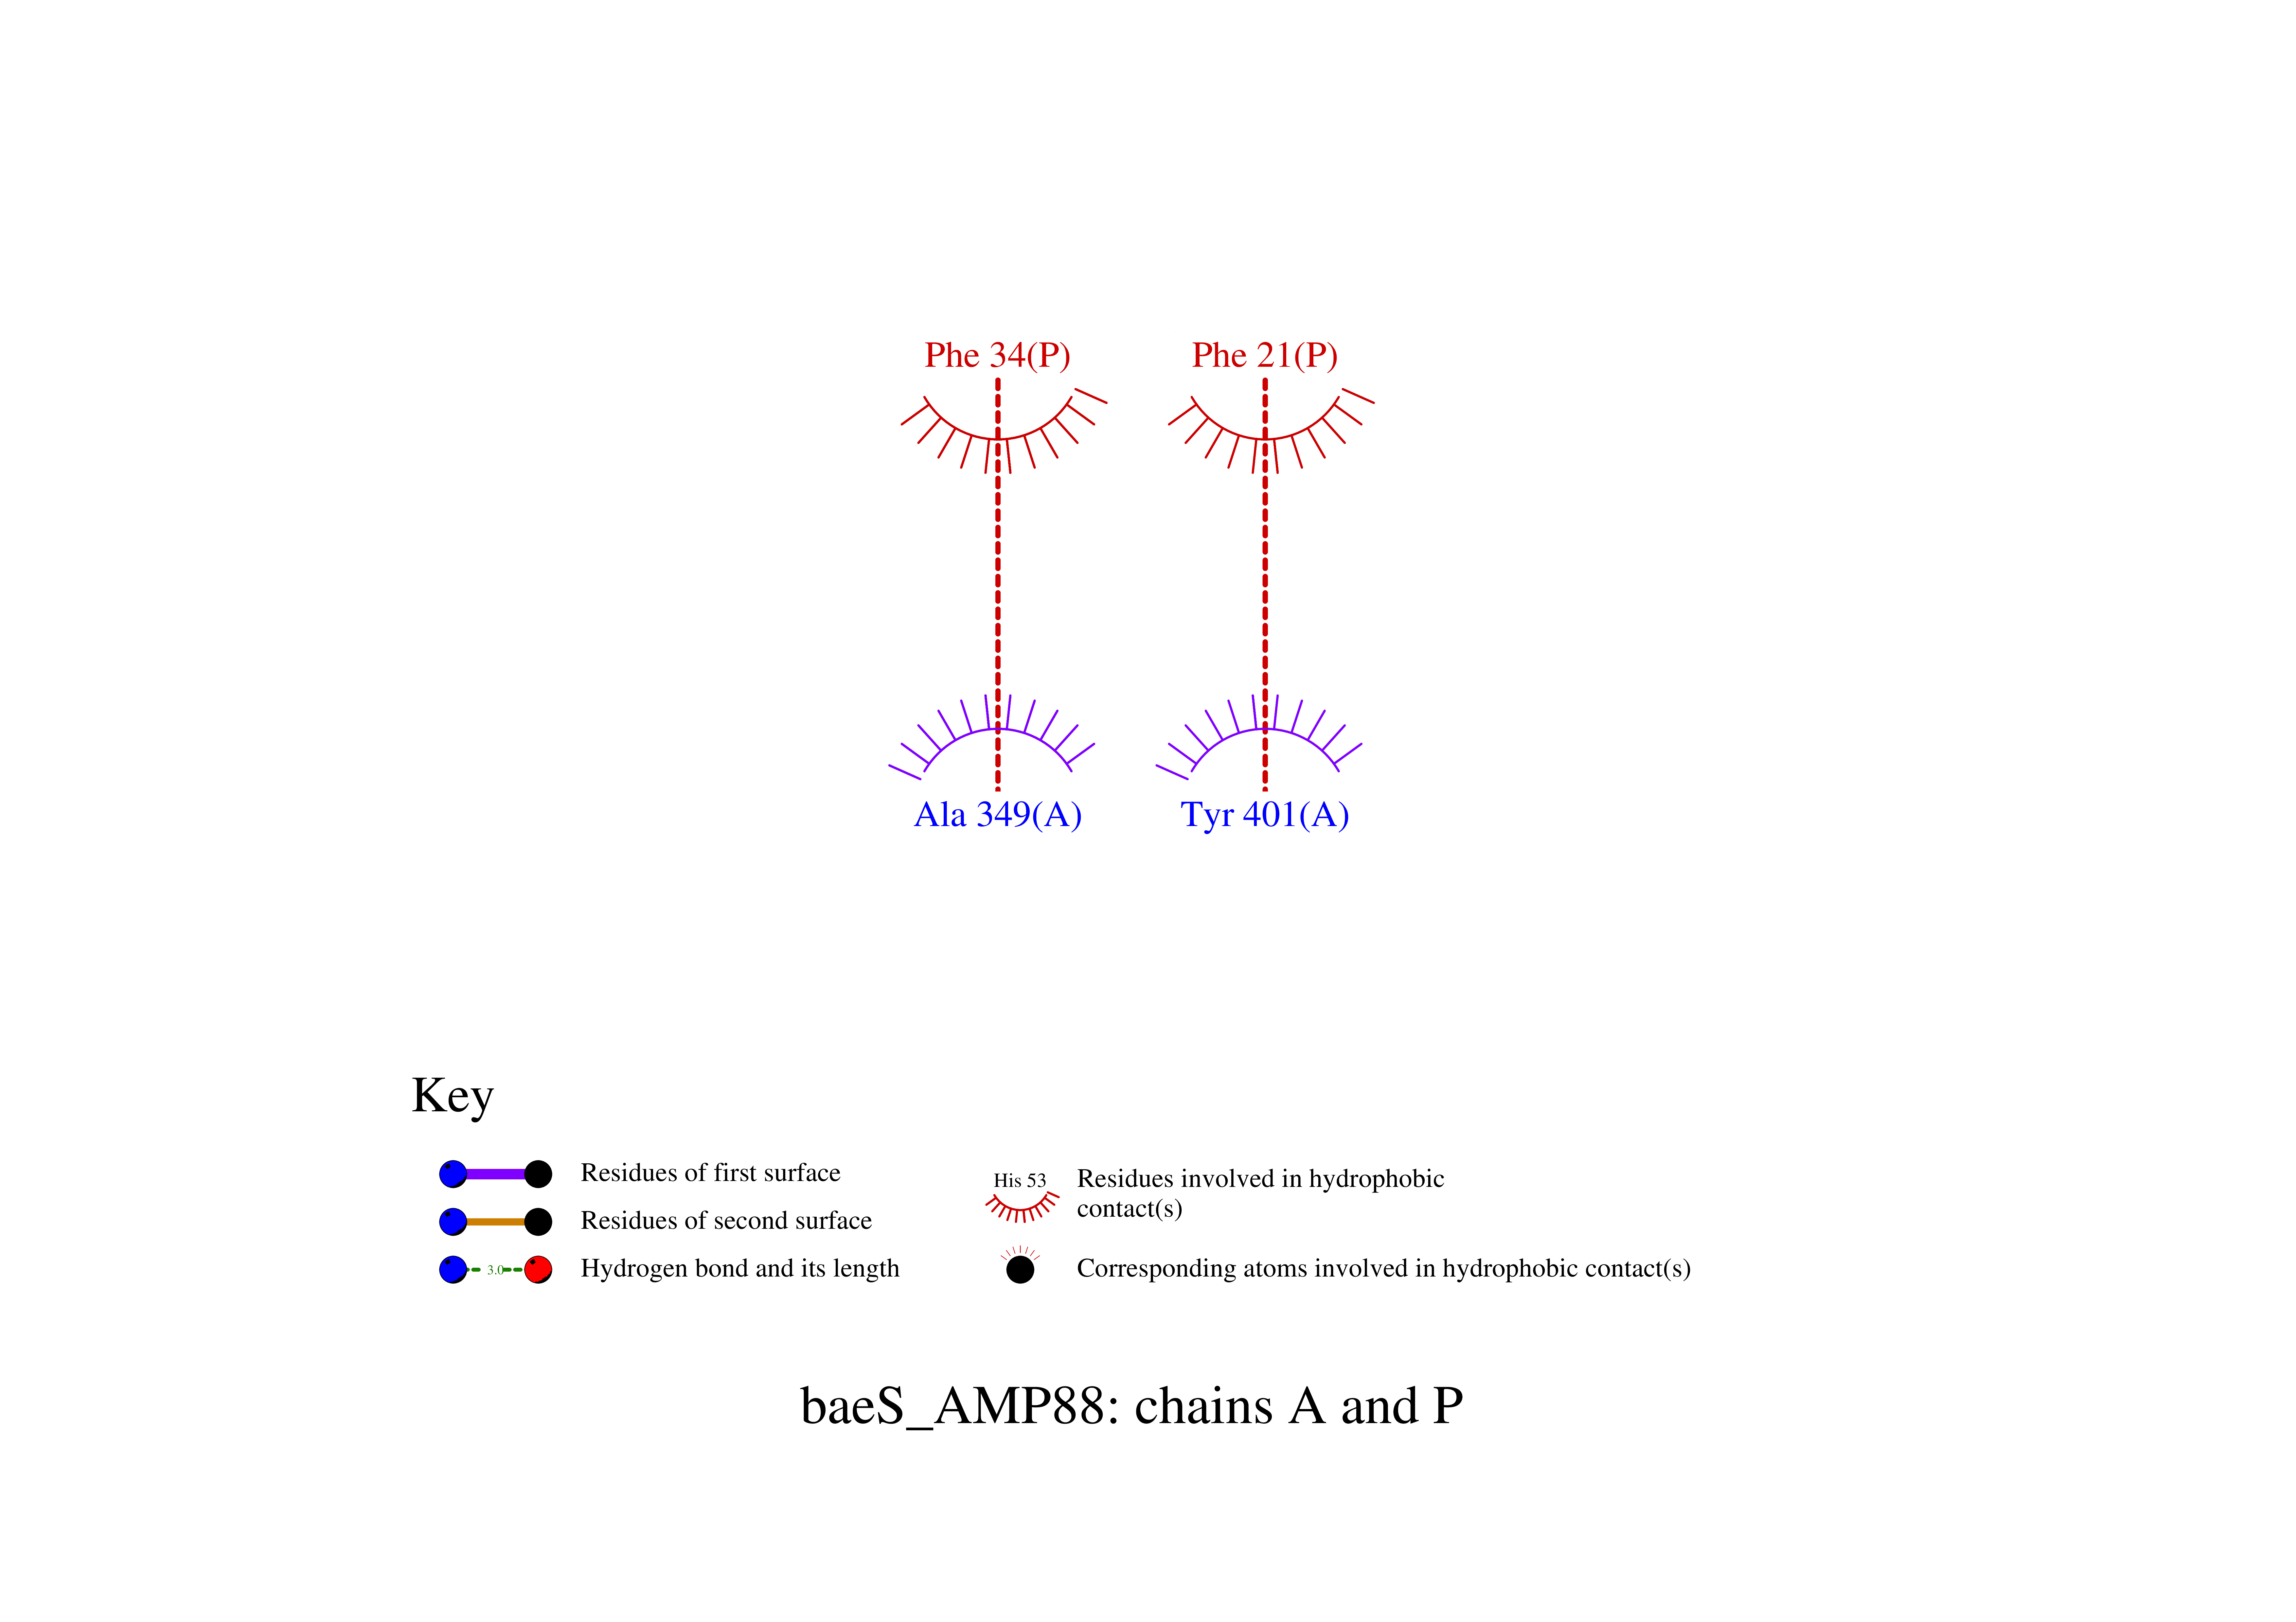 Phe 34(P) Phe 21(P)
Ala 349(A) Tyr 401(A)
Key
Residues of first surface
Residues of second surface
3.0 Hydrogen bond and its length
His 53 Residues involved in hydrophobic
contact(s)
Corresponding atoms involved in hydrophobic contact(s)
baeS_AMP88: chains A and P